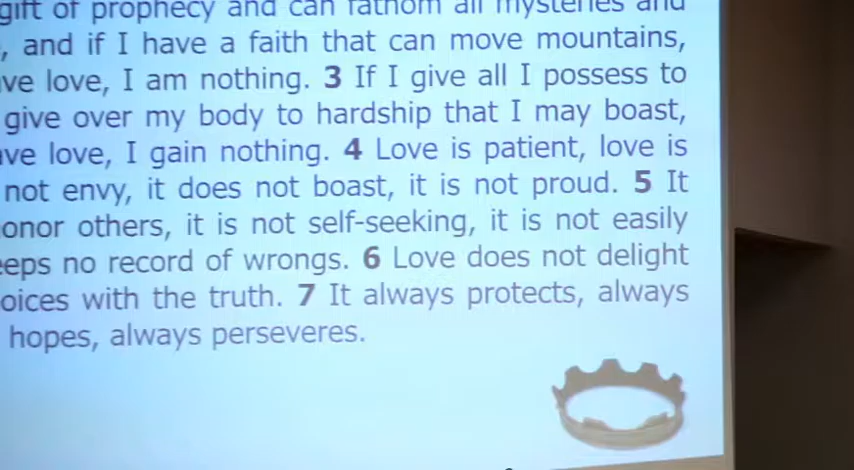 gift of prophecy and can fathom all mysteries and
, and if I have a faith that can move mountains,
ve love, I am nothing. 3 If I give all I possess to
give over my body to hardship that I may boast,
ve love, I gain nothing. 4 Love is patient, love is
not envy, it does not boast, it is not proud. 5 It
onor others, it is not self-seeking, it is not easily
eeps no record of wrongs. 6 Love does not delight
oices with the truth. 7 It always protects, always
hopes, always perseveres.